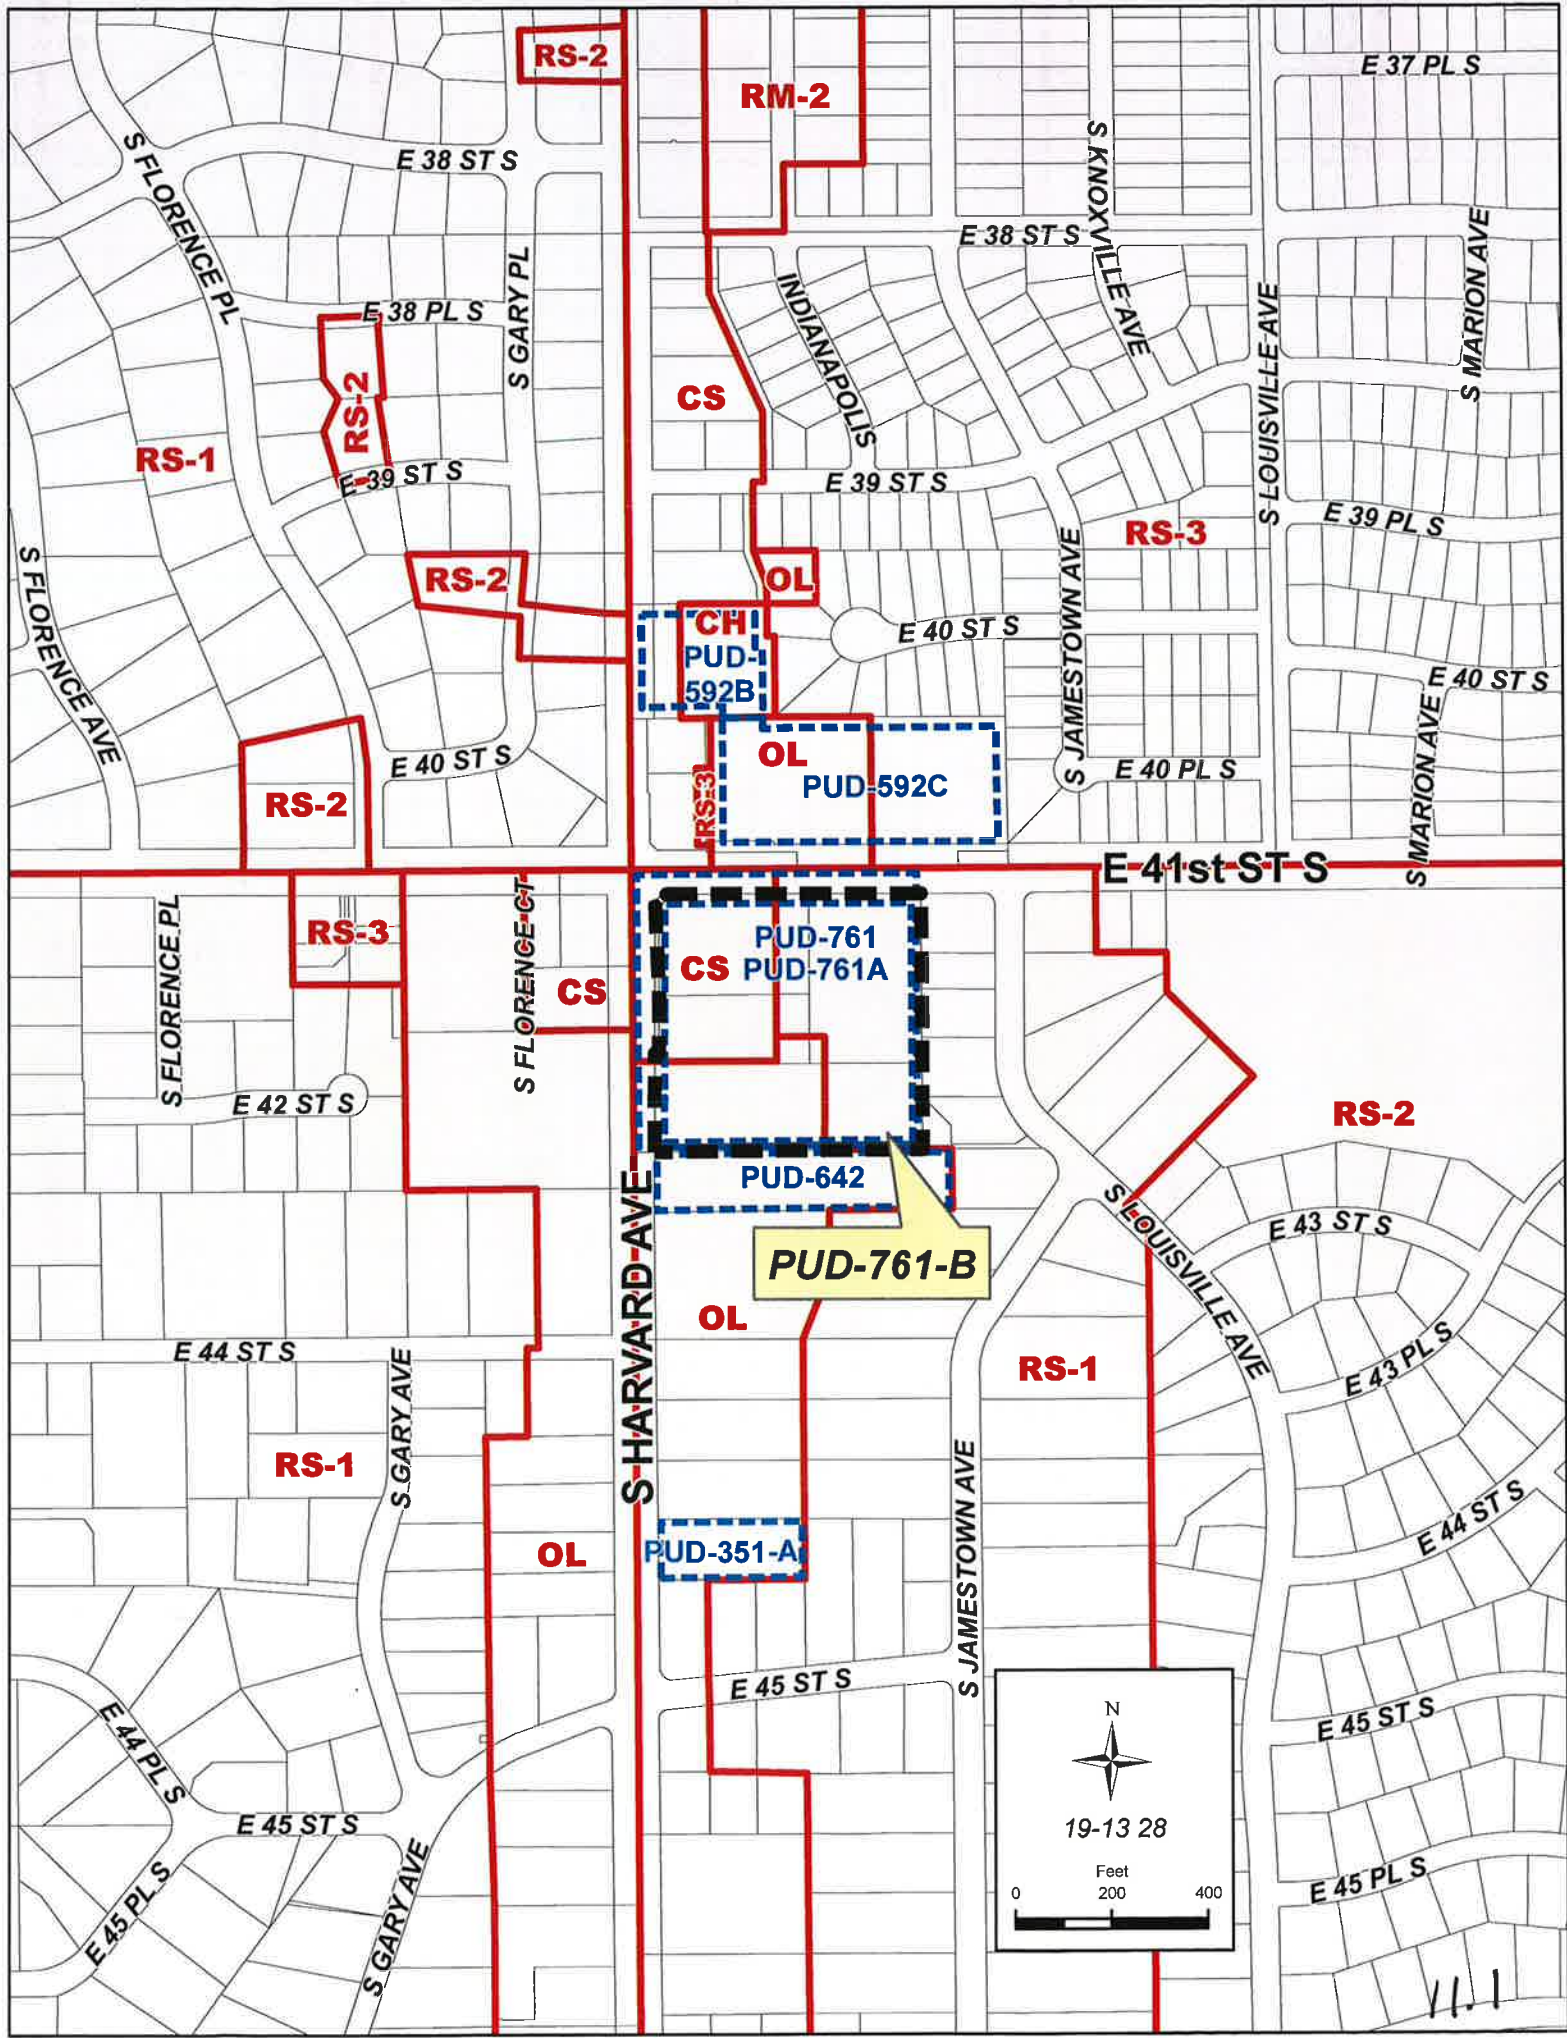 RS-2
RM-2
E 37 PL S
S FLORENCE PL
E 38 ST S
S KNOXVILLE AVE
E 38 ST S
S MARION AVE
S GARY PL
INDIANAPOLIS
S LOUISVILLE AVE
E 38 PL S
RS-2
CS
RS-1
E 39 ST S
E 39 ST S
E 39 PL S
RS-3
S FLORENCE AVE
S JAMESTOWN AVE
RS-2
OL
CH
PUD-
592B
E 40 ST S
E 40 ST S
S MARION AVE
OL
PUD-592C
E 40 ST S
E 40 PL S
RS-3
RS-2
E 41st ST S
S FLORENCE PL
RS-3
S FLORENCE CT
CS
CS
PUD-761
PUD-761A
E 42 ST S
RS-2
PUD-642
S HARVARD AVE
S LOUISVILLE AVE
E 43 ST S
PUD-761-B
OL
E 44 ST S
S GARY AVE
RS-1
E 43 PL S
RS-1
S JAMESTOWN AVE
E 44 ST S
OL
PUD-351-A
E 45 ST S
E 44 PL S
E 45 ST S
E 45 ST S
S GARY AVE
E 45 PL S
E 45 PL S
N
19-13 28
Feet
0 200 400
11.1